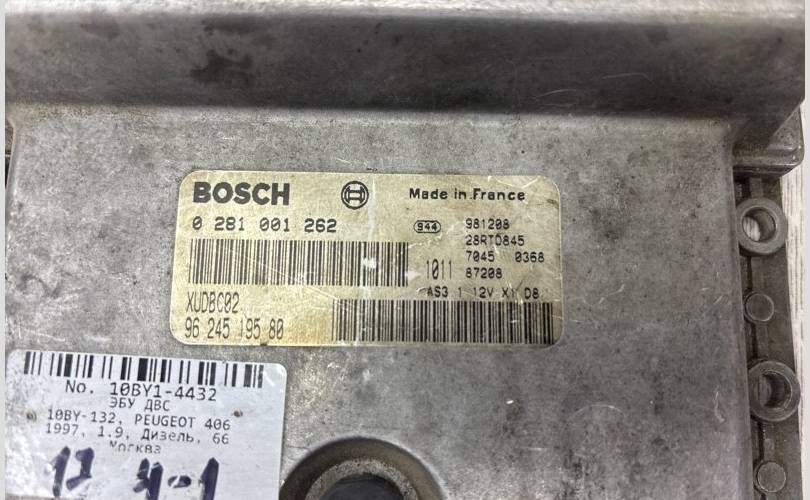 BOSCH
Made in France
0 281 001 262
944
981208
28RTD845
7045 0368
1011 87208
AS3 1 12V X1 D8
XUDBC02
96 245 195 80
No. 10BY1-4432
ЭБУ ДВС
10BY-132, PEUGEOT 406
1997, 1.9, Дизель, 66
Москва